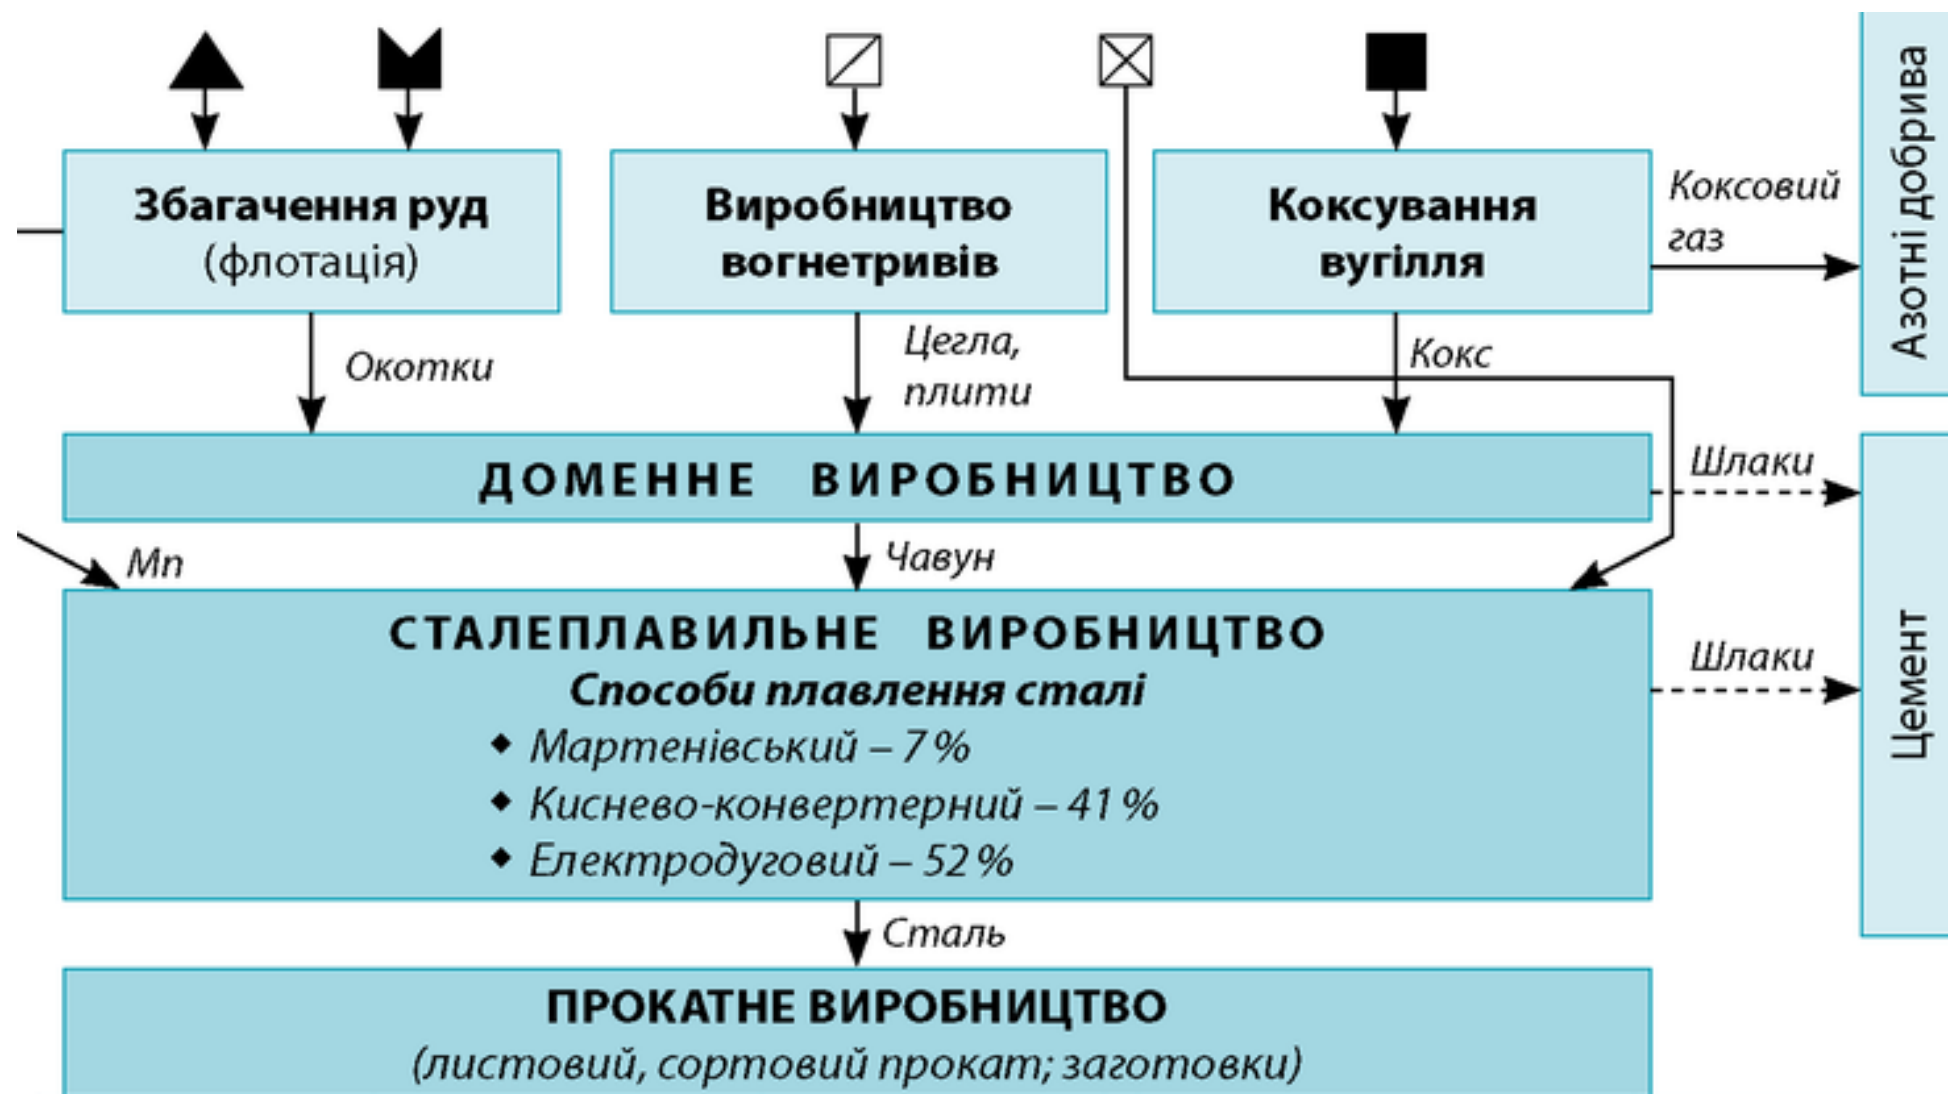 Збагачення руд
(флотація)
Виробництво
вогнетривів
Коксування
вугілля
Коксовий
газ
Азотні добрива
Окотки
Цегла,
плити
Кокс
ДОМЕННЕ ВИРОБНИЦТВО
Шлаки
Мп
Чавун
СТАЛЕПЛАВИЛЬНЕ ВИРОБНИЦТВО
Способи плавлення сталі
◆ Мартенівський – 7 %
◆ Киснево-конвертерний – 41 %
◆ Електродуговий – 52 %
Шлаки
Цемент
Сталь
ПРОКАТНЕ ВИРОБНИЦТВО
(листовий, сортовий прокат; заготовки)